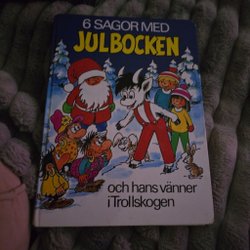 6 SAGOR MED
JULBOCKEN
och hans vänner
i Trollskogen